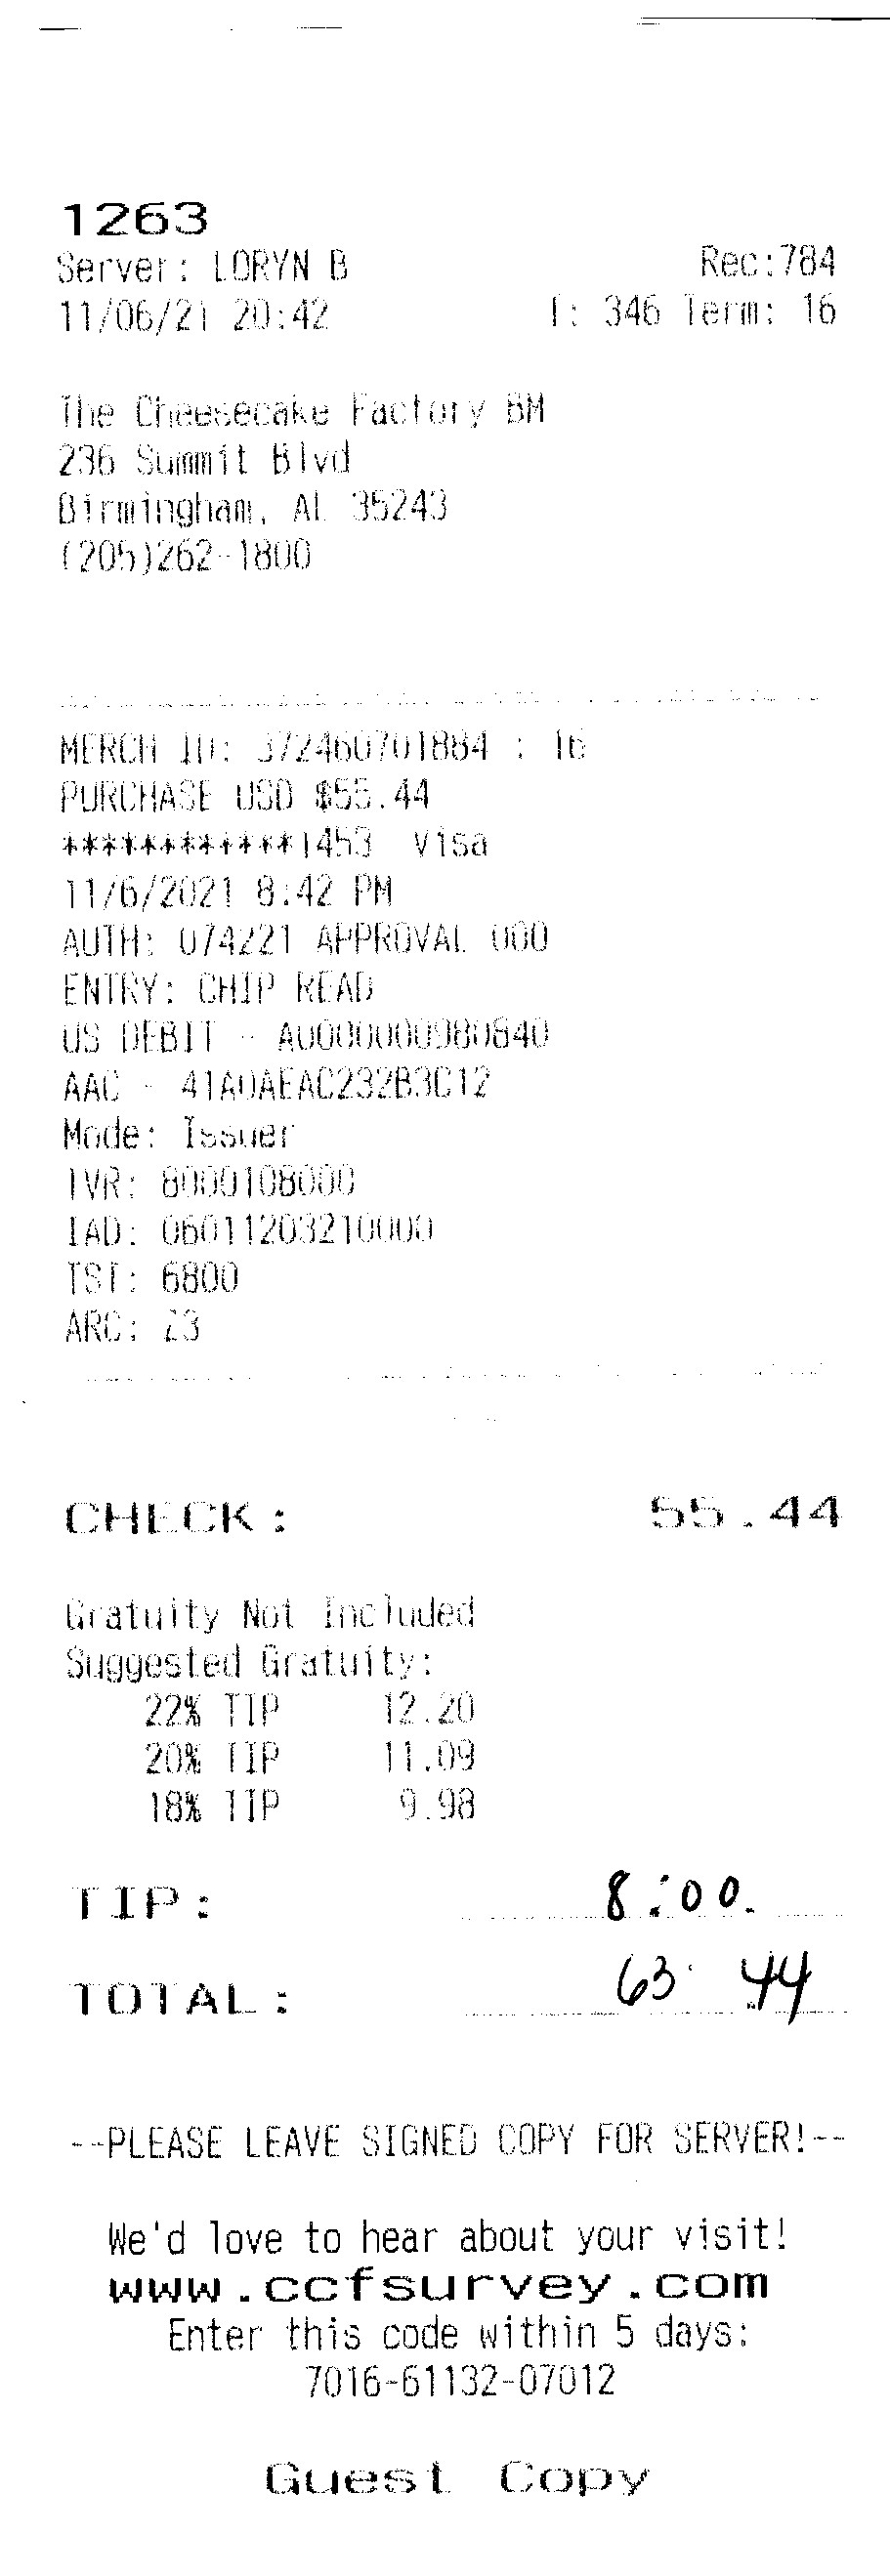 1263
Server: LORYN B Rec:784
11/06/21 20:42 T: 346 Term: 16
The Cheesecake Factory BM
236 Summit Blvd
Birmingham, AL 35243
(205)262-1800
MERCH ID: 372460701884 : 16
PURCHASE USD $55.44
************1453 Visa
11/6/2021 8:42 PM
AUTH: 074221 APPROVAL 000
ENTRY: CHIP READ
US DEBIT - A0000000980840
AAC - 41A0AEAC232B3C12
Mode: Issuer
TVR: 8000108000
IAD: 06011203210000
TSI: 6800
ARC: Z3
CHECK: 55.44
Gratuity Not Included
Suggested Gratuity:
22% TIP 12.20
20% TIP 11.09
18% TIP 9.98
TIP: 8:00.
TOTAL: 63. 44
--PLEASE LEAVE SIGNED COPY FOR SERVER!--
We'd love to hear about your visit!
www.ccfsurvey.com
Enter this code within 5 days:
7016-61132-07012
Guest Copy